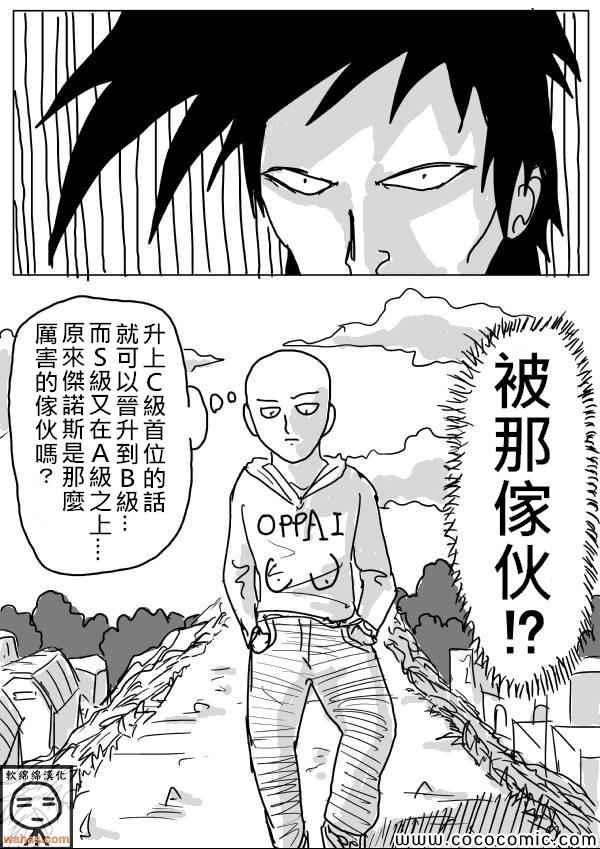 被那傢伙!?
升上C級首位的話
就可以晉升到B級…
而S級又在A級之上…
原來傑諾斯是那麼
厲害的傢伙嗎？
OPPAI
軟綿綿漢化
www.cococomic.com